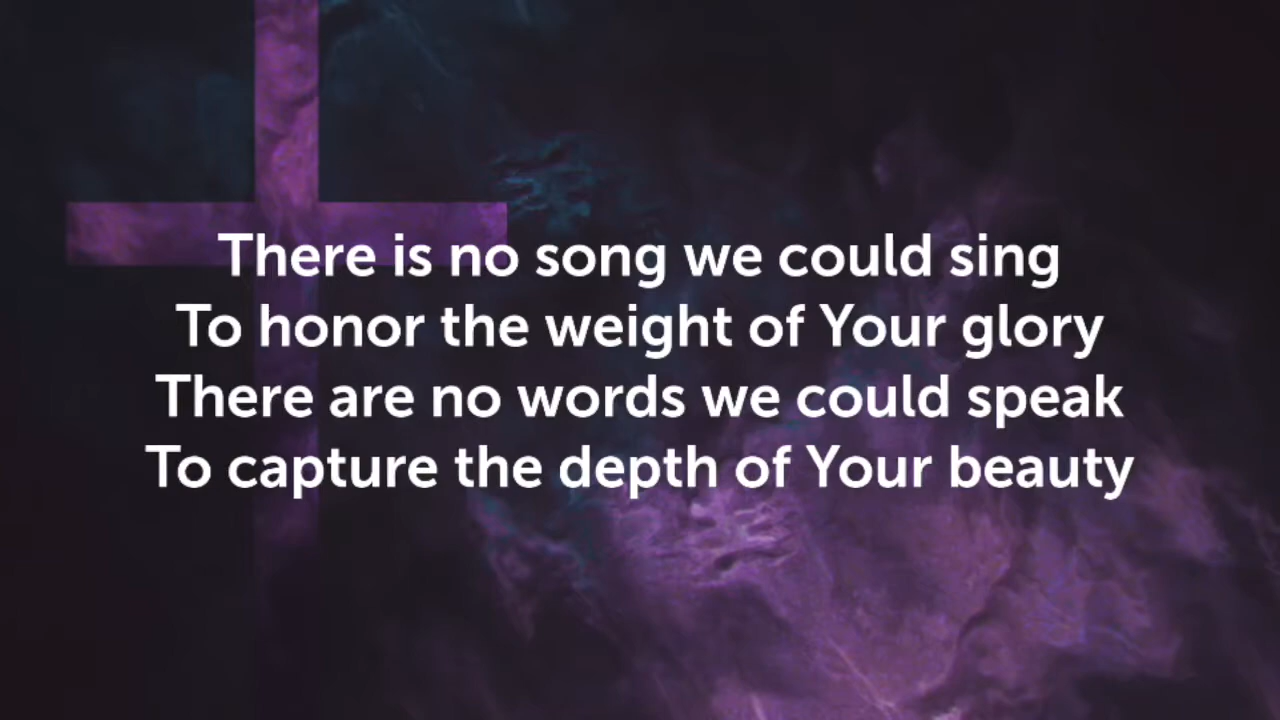 There is no song we could sing
To honor the weight of Your glory
There are no words we could speak
To capture the depth of Your beauty